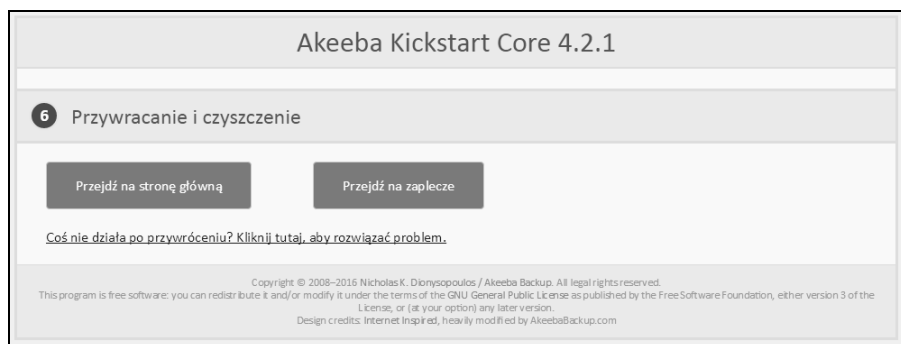 Akeeba Kickstart Core 4.2.1
6 Przywracanie i czyszczenie
Przejdź na stronę główną
Przejdź na zaplecze
Coś nie działa po przywróceniu? Kliknij tutaj, aby rozwiązać problem.
Copyright © 2008–2016 Nicholas K. Dionysopoulos / Akeeba Backup. All legal rights reserved.
This program is free software: you can redistribute it and/or modify it under the terms of the GNU General Public License as published by the Free Software Foundation, either version 3 of the
License, or (at your option) any later version.
Design credits: Internet Inspired, heavily modified by AkeebaBackup.com